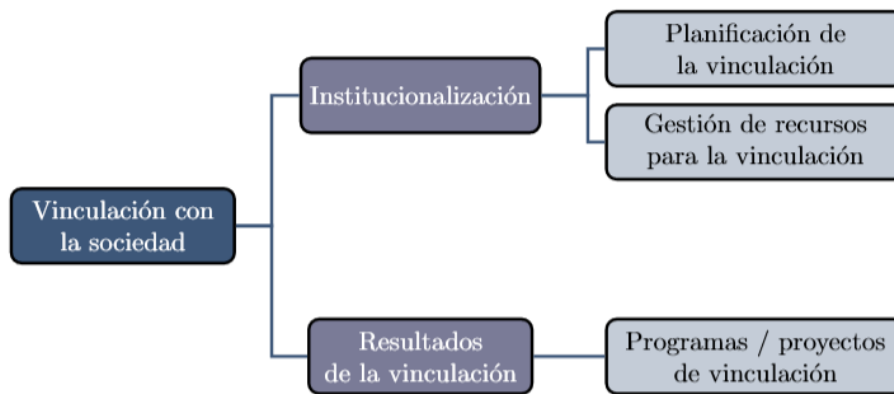 Planificación de
la vinculación
Institucionalización
Gestión de recursos
para la vinculación
Vinculación con
la sociedad
Resultados
de la vinculación
Programas / proyectos
de vinculación